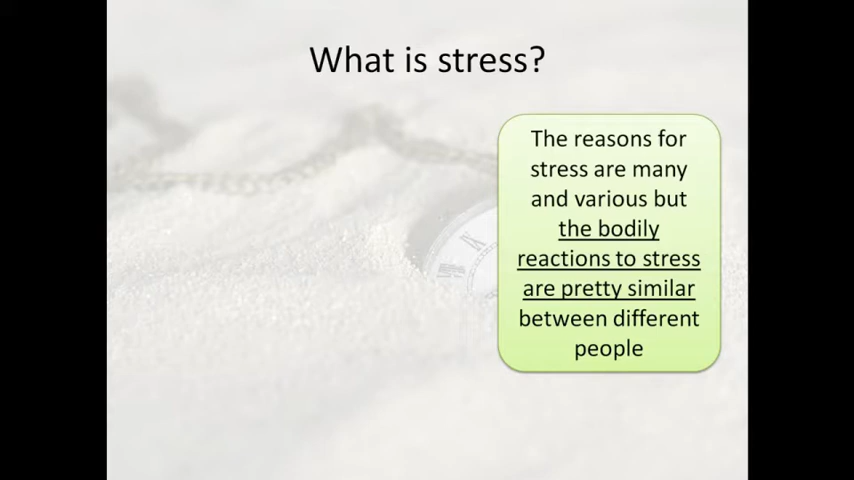 What is stress?
The reasons for
stress are many
and various but
the bodily
reactions to stress
are pretty similar
between different
people